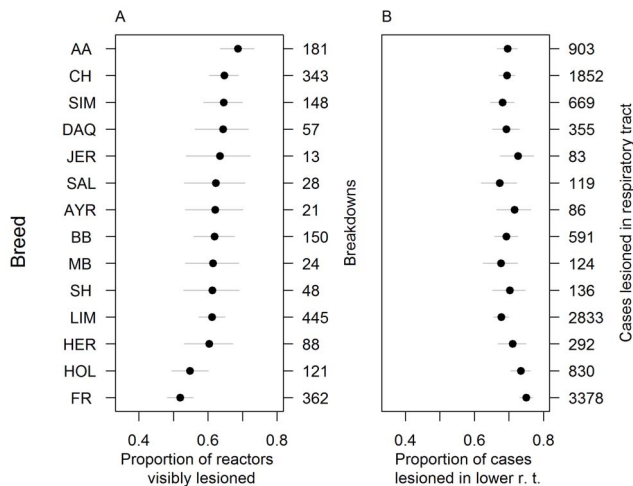 A B
AA 181 903
CH 343 1852
SIM 148 669
DAQ 57 355
JER 13 83
SAL 28 119
AYR 21 86
BB 150 591
MB 24 124
SH 48 136
LIM 445 2833
HER 88 292
HOL 121 830
FR 362 3378
Breed
Breakdowns
Cases lesioned in respiratory tract
0.4 0.6 0.8 0.4 0.6 0.8
Proportion of reactors
visibly lesioned
Proportion of cases
lesioned in lower r. t.